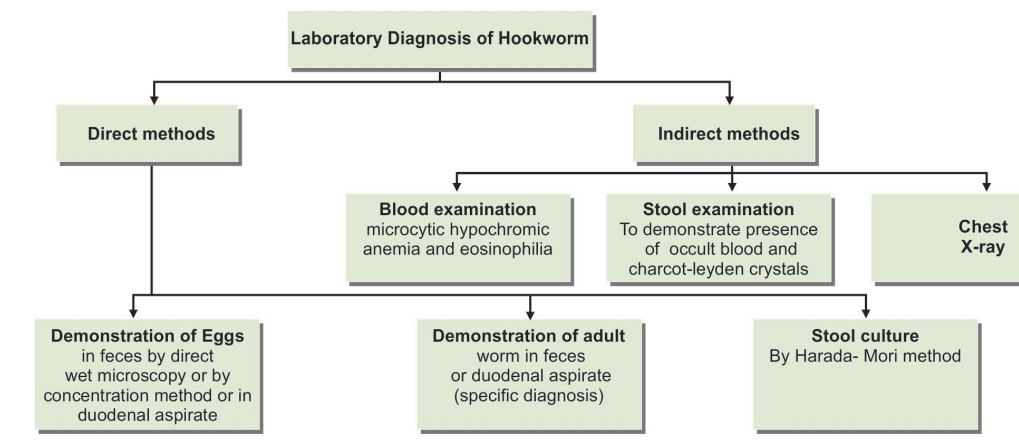 Laboratory Diagnosis of Hookworm
Direct methods
Indirect methods
Blood examination
microcytic hypochromic
anemia and eosinophilia
Stool examination
To demonstrate presence
of occult blood and
charcot-leyden crystals
Chest
X-ray
Demonstration of Eggs
in feces by direct
wet microscopy or by
concentration method or in
duodenal aspirate
Demonstration of adult
worm in feces
or duodenal aspirate
(specific diagnosis)
Stool culture
By Harada- Mori method